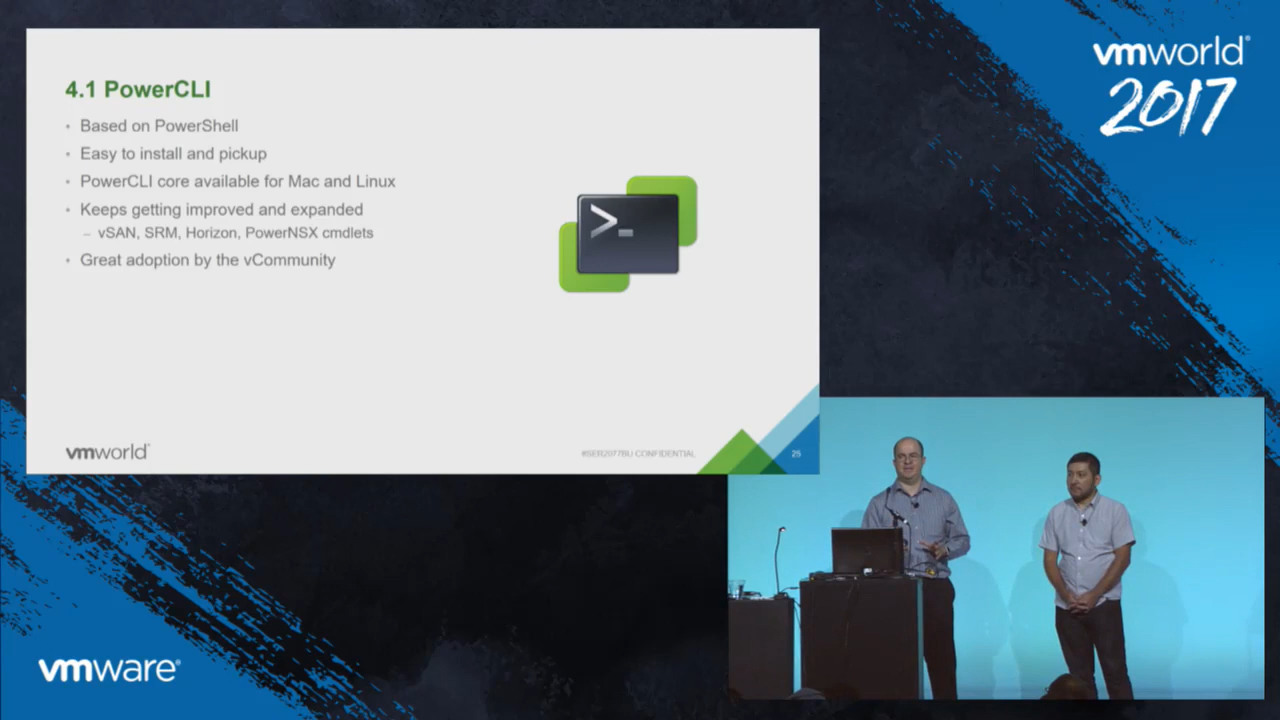 4.1 PowerCLI
• Based on PowerShell
• Easy to install and pickup
• PowerCLI core available for Mac and Linux
• Keeps getting improved and expanded
– vSAN, SRM, Horizon, PowerNSX cmdlets
• Great adoption by the vCommunity
>_
vmworld
#SER2077BU CONFIDENTIAL
25
vmworld®
2017
vmware®